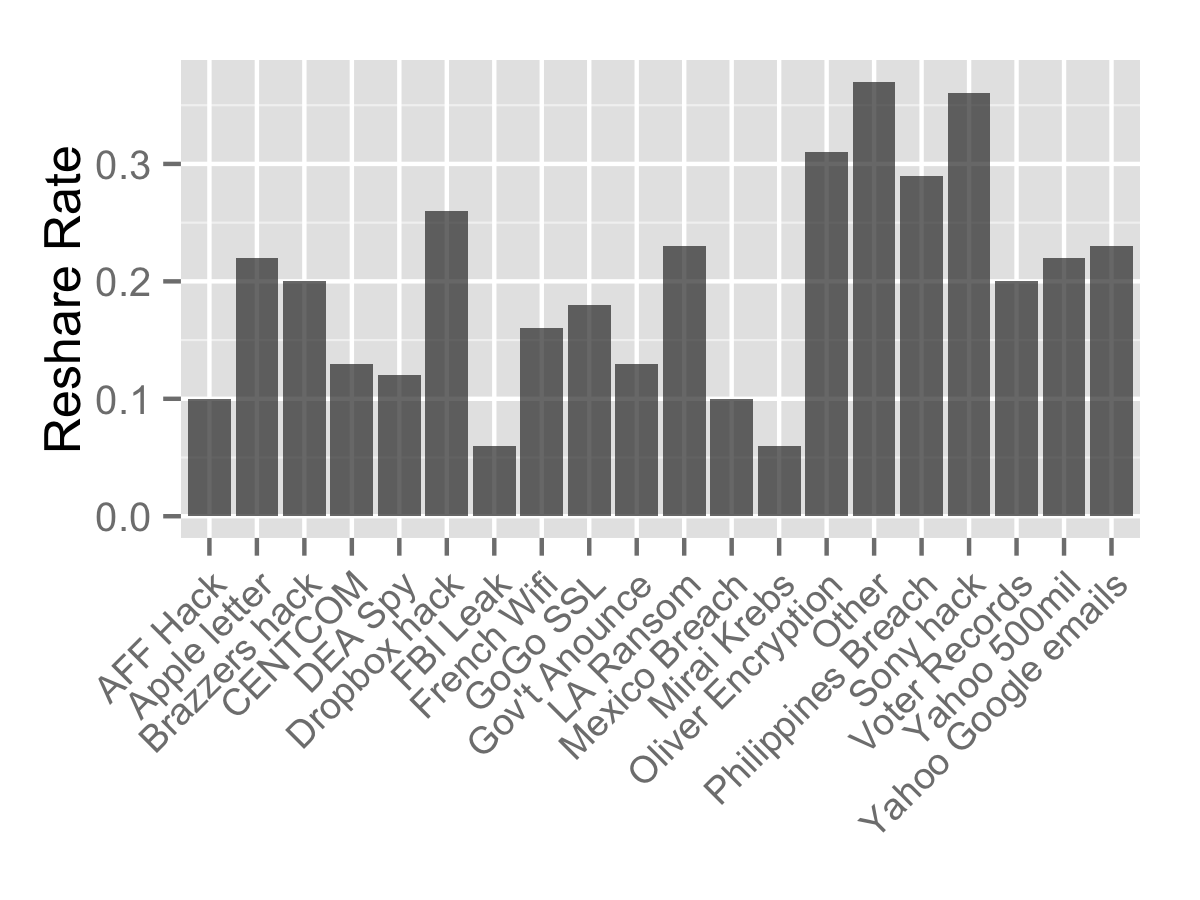 Reshare Rate
0.3
0.2
0.1
0.0
AFF Hack
Apple letter
Brazzers hack
CENTCOM
DEA Spy
Dropbox hack
FBI Leak
French Wifi
GoGo SSL
Gov't Anounce
LA Ransom
Mexico Breach
Mirai Krebs
Oliver Encryption
Other
Philippines Breach
Sony hack
Voter Records
Yahoo 500mil
Yahoo Google emails